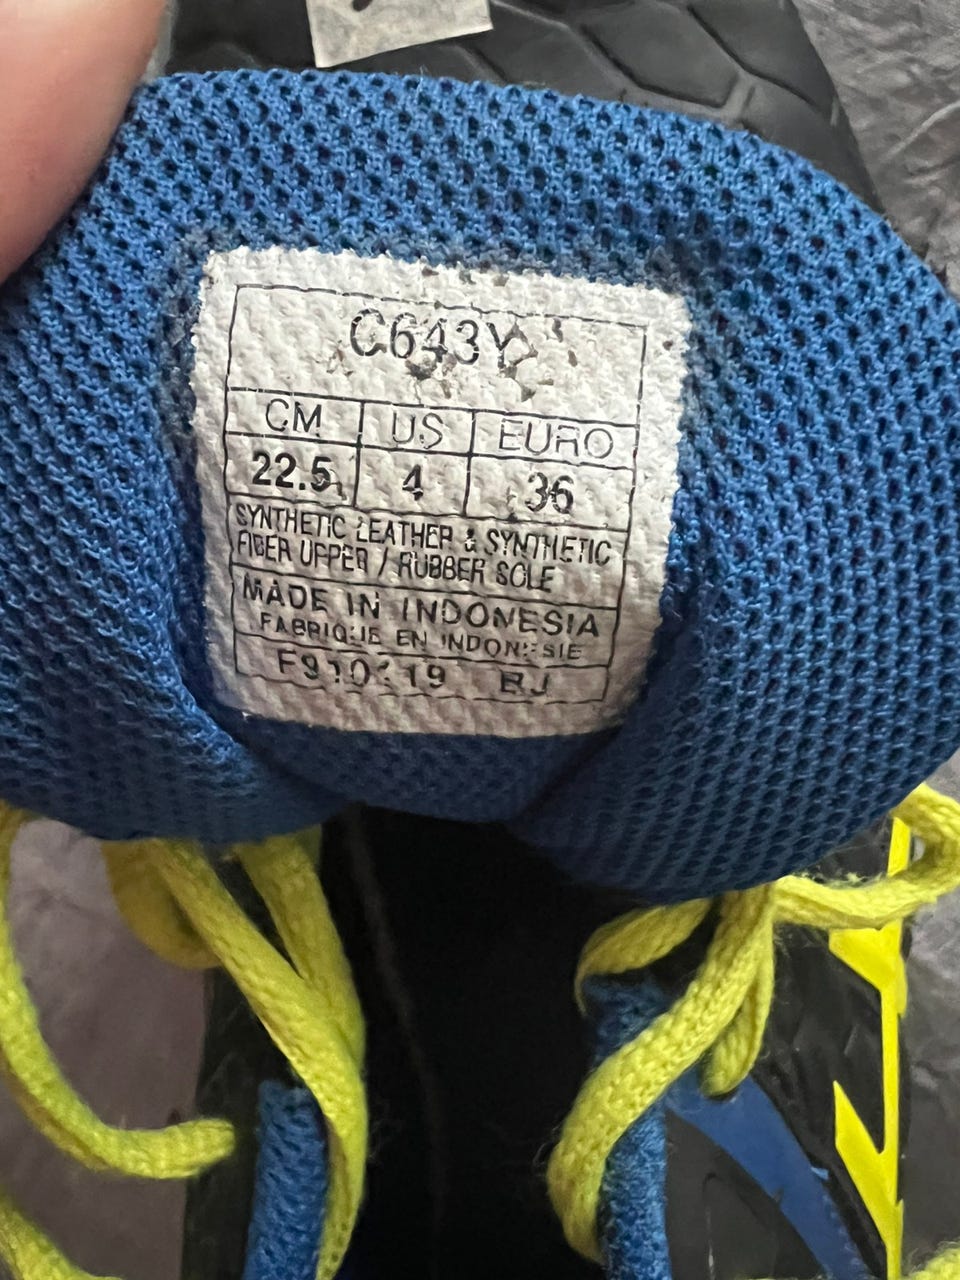 C643Y
CM US EURO
22.5 4 36
SYNTHETIC LEATHER & SYNTHETIC
FIBER UPPER / RUBBER SOLE
MADE IN INDONESIA
FABRIQUE EN INDONESIE
BJ